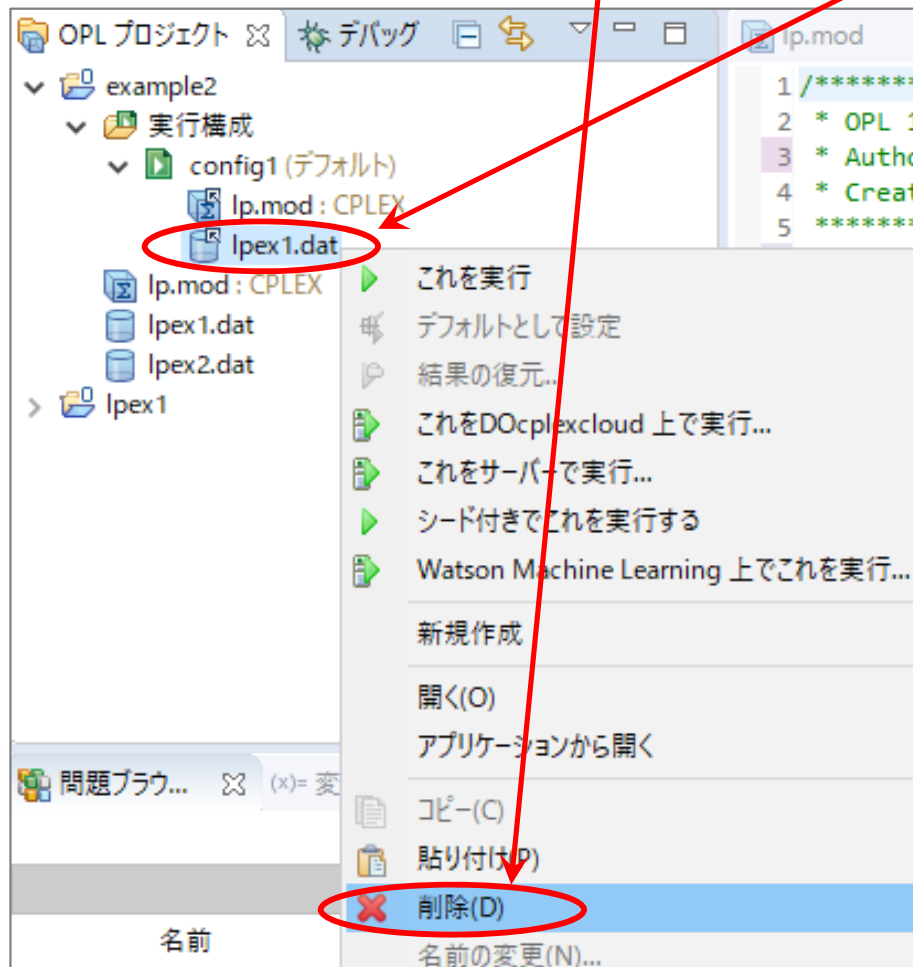 OPL プロジェクト
デバッグ
example2
実行構成
config1 (デフォルト)
lp.mod : CPLEX
lpex1.dat
lp.mod : CPLEX
lpex1.dat
lpex2.dat
lpex1
lp.mod
1 /*******
2 * OPL
3 * Autho
4 * Creat
5 *******
これを実行
デフォルトとして設定
結果の復元...
これをDOcplexcloud 上で実行...
これをサーバーで実行...
シード付きでこれを実行する
Watson Machine Learning 上でこれを実行...
新規作成
開く(O)
アプリケーションから開く
コピー(C)
貼り付け(P)
削除(D)
名前の変更(N)...
問題ブラウ...
(x)= 変
名前